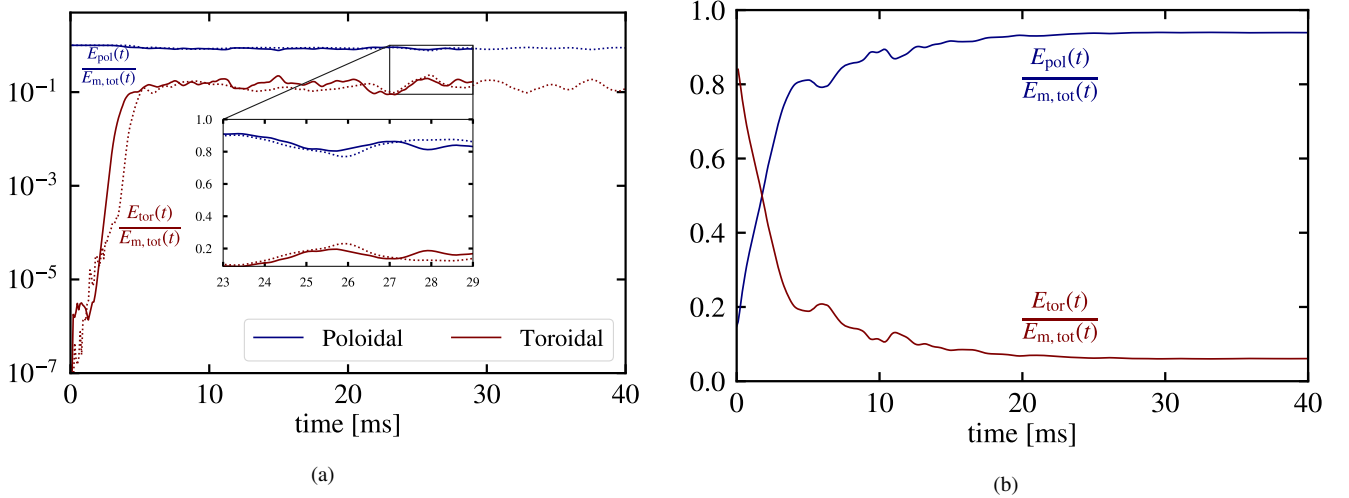 10⁻¹
10⁻³
10⁻⁵
10⁻⁷
E_pol(t)
E_m, tot(t)
E_tor(t)
E_m, tot(t)
1.0
0.8
0.6
0.4
0.2
23 24 25 26 27 28 29
Poloidal Toroidal
0 10 20 30 40
time [ms]
(a)
1.0
0.8
0.6
0.4
0.2
0.0
E_pol(t)
E_m, tot(t)
E_tor(t)
E_m, tot(t)
0 10 20 30 40
time [ms]
(b)